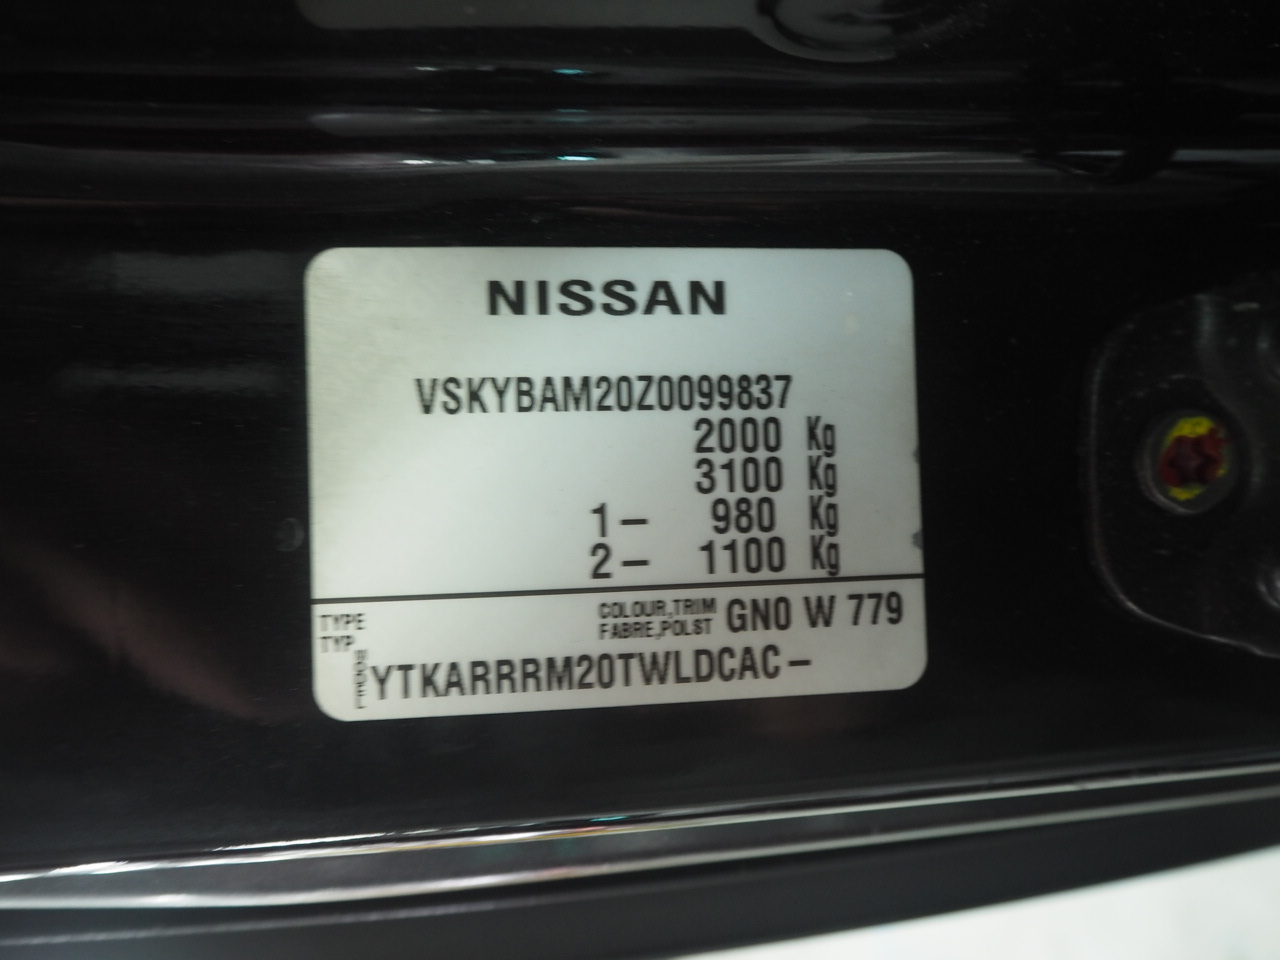 NISSAN
VSKYBAM20Z0099837
2000 Kg
3100 Kg
1– 980 Kg
2– 1100 Kg
TYPE COLOUR,TRIM GN0 W 779
TYP FABRE,POLST
MODEL YTKARRRM20TWLDCAC–